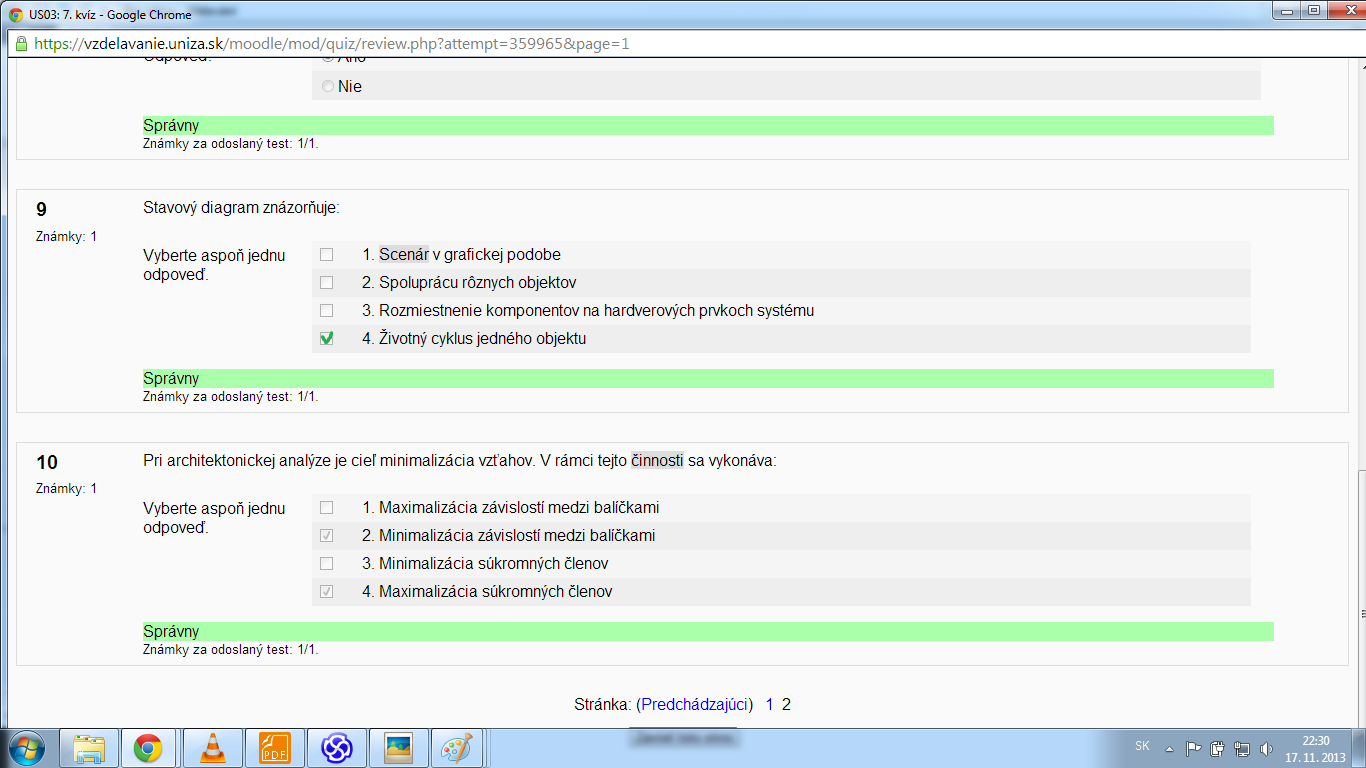 US03: 7. kvíz - Google Chrome
https://vzdelavanie.uniza.sk/moodle/mod/quiz/review.php?attempt=359965&page=1
Odpoveď: Áno
Nie
Správny
Známky za odoslaný test: 1/1.
9
Známky: 1
Stavový diagram znázorňuje:
Vyberte aspoň jednu
odpoveď.
1. Scenár v grafickej podobe
2. Spoluprácu rôznych objektov
3. Rozmiestnenie komponentov na hardverových prvkoch systému
4. Životný cyklus jedného objektu
Správny
Známky za odoslaný test: 1/1.
10
Známky: 1
Pri architektonickej analýze je cieľ minimalizácia vzťahov. V rámci tejto činnosti sa vykonáva:
Vyberte aspoň jednu
odpoveď.
1. Maximalizácia závislostí medzi balíčkami
2. Minimalizácia závislostí medzi balíčkami
3. Minimalizácia súkromných členov
4. Maximalizácia súkromných členov
Správny
Známky za odoslaný test: 1/1.
Stránka: (Predchádzajúci) 1 2
PDF
SK
22:30
17. 11. 2013